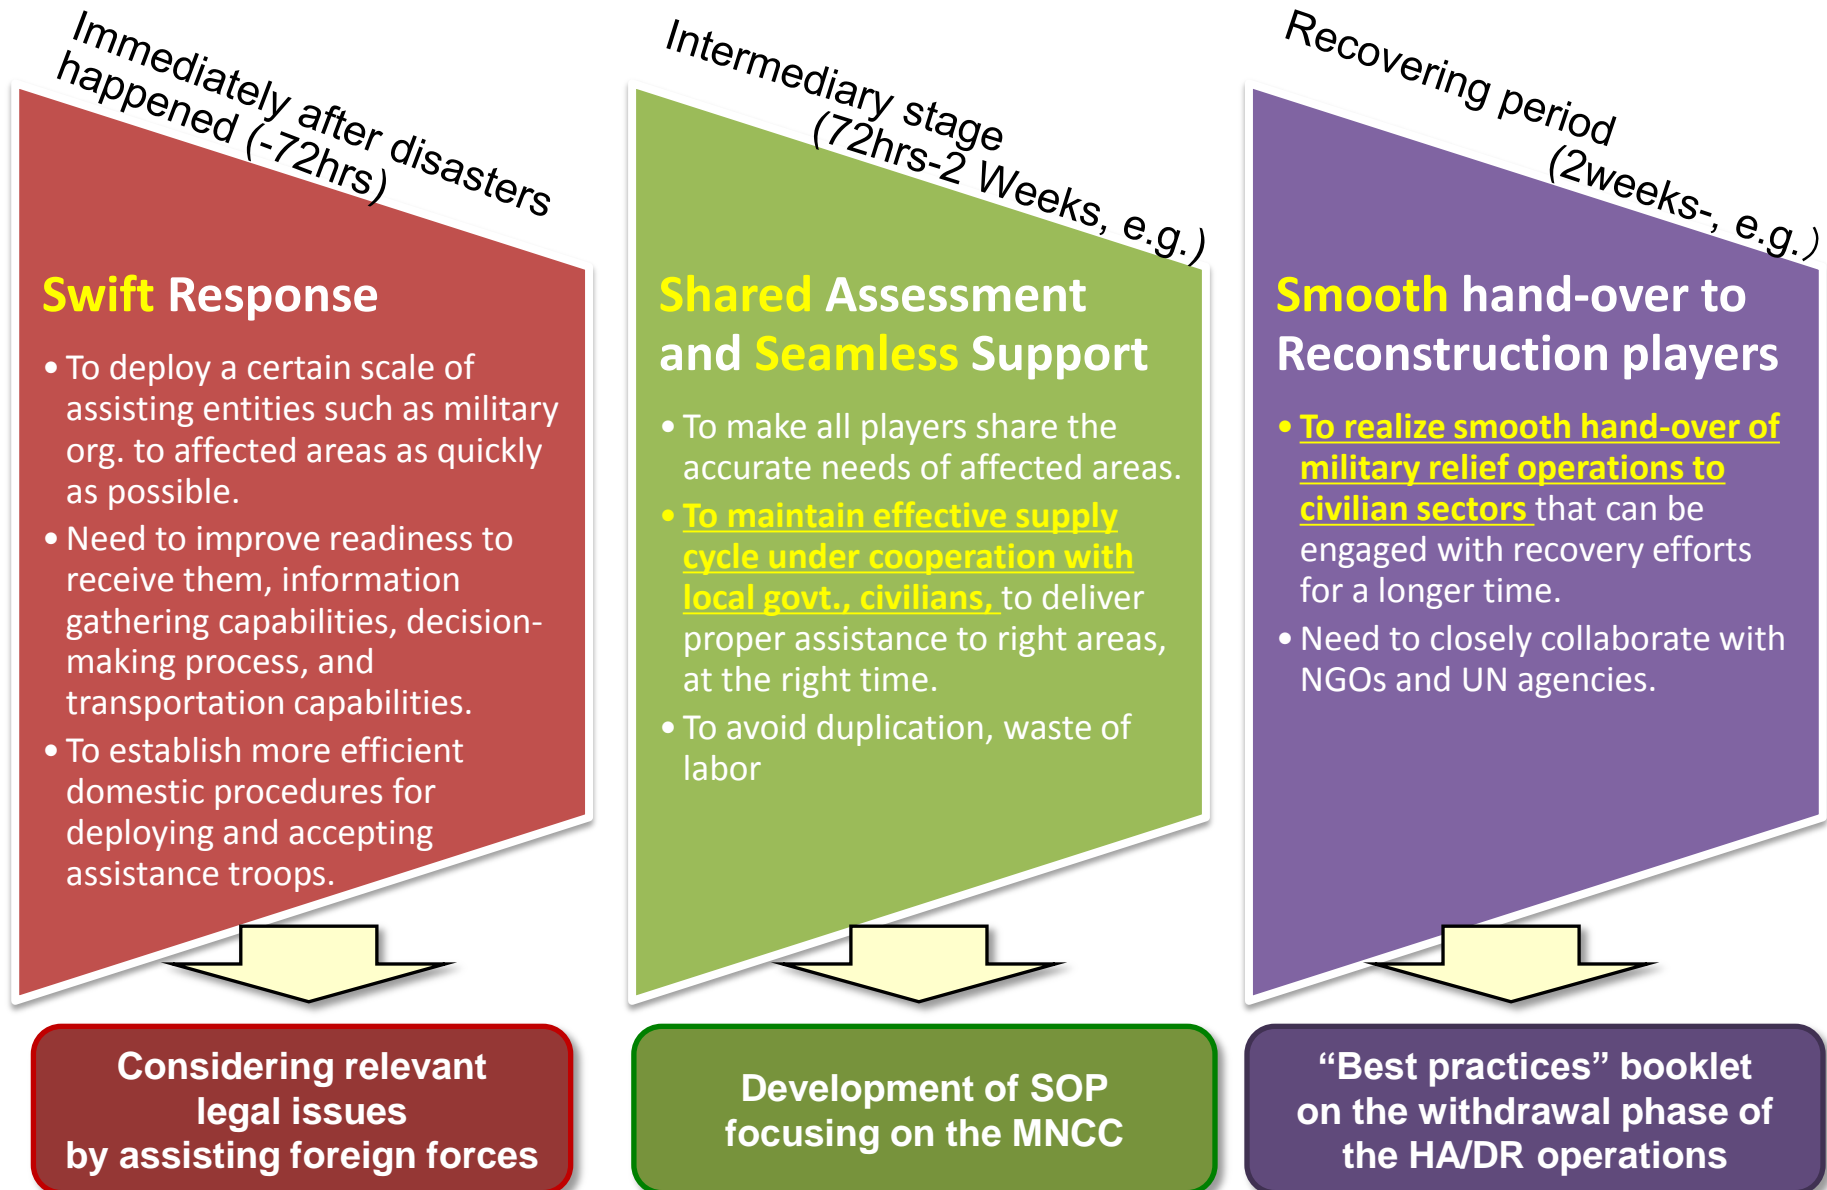 Immediately after disasters
happened (-72hrs)
Swift Response
• To deploy a certain scale of
assisting entities such as military
org. to affected areas as quickly
as possible.
• Need to improve readiness to
receive them, information
gathering capabilities, decision-
making process, and
transportation capabilities.
• To establish more efficient
domestic procedures for
deploying and accepting
assistance troops.
Considering relevant
legal issues
by assisting foreign forces
Intermediary stage
(72hrs-2 Weeks, e.g.)
Shared Assessment
and Seamless Support
• To make all players share the
accurate needs of affected areas.
• To maintain effective supply
cycle under cooperation with
local govt., civilians, to deliver
proper assistance to right areas,
at the right time.
• To avoid duplication, waste of
labor
Development of SOP
focusing on the MNCC
Recovering period
(2weeks-, e.g.)
Smooth hand-over to
Reconstruction players
• To realize smooth hand-over of
military relief operations to
civilian sectors that can be
engaged with recovery efforts
for a longer time.
• Need to closely collaborate with
NGOs and UN agencies.
“Best practices” booklet
on the withdrawal phase of
the HA/DR operations